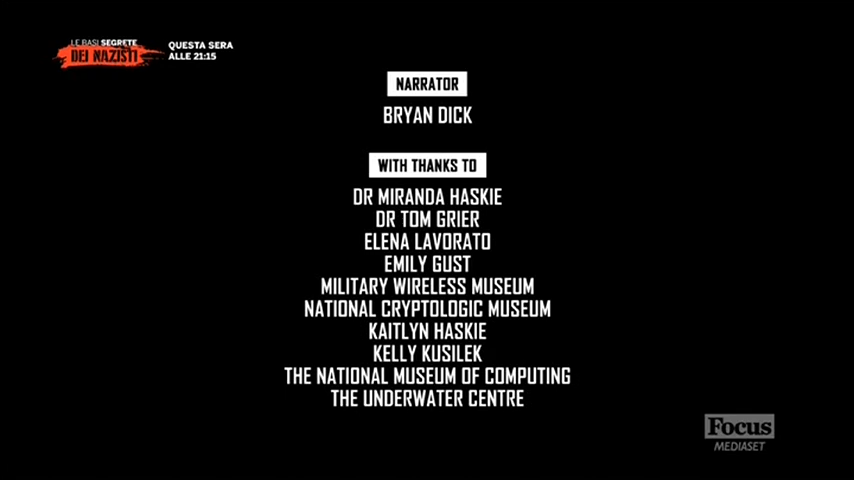 LE BASI SEGRETE
DEI NAZISTI
QUESTA SERA
ALLE 21:15
NARRATOR
BRYAN DICK
WITH THANKS TO
DR MIRANDA HASKIE
DR TOM GRIER
ELENA LAVORATO
EMILY GUST
MILITARY WIRELESS MUSEUM
NATIONAL CRYPTOLOGIC MUSEUM
KAITLYN HASKIE
KELLY KUSILEK
THE NATIONAL MUSEUM OF COMPUTING
THE UNDERWATER CENTRE
Focus
MEDIASET